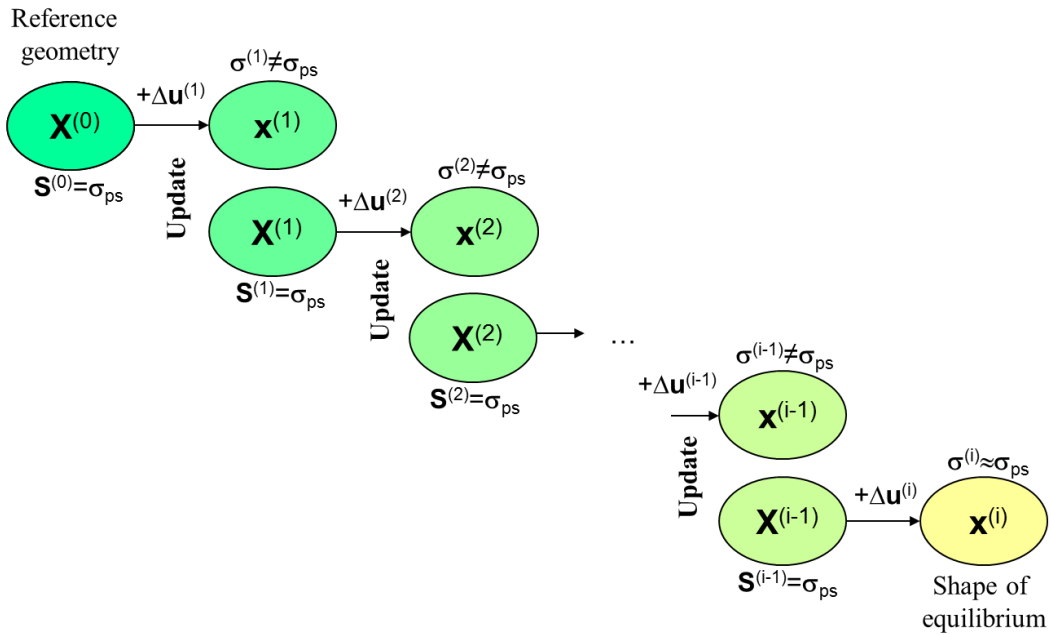 Reference
geometry
σ⁽¹⁾≠σps
+Δu⁽¹⁾
X⁽⁰⁾
x⁽¹⁾
S⁽⁰⁾=σps
Update
σ⁽²⁾≠σps
+Δu⁽²⁾
X⁽¹⁾
x⁽²⁾
S⁽¹⁾=σps
Update
X⁽²⁾
...
S⁽²⁾=σps
σ⁽ⁱ⁻¹⁾≠σps
+Δu⁽ⁱ⁻¹⁾
x⁽ⁱ⁻¹⁾
Update
σ⁽ⁱ⁾≈σps
+Δu⁽ⁱ⁾
X⁽ⁱ⁻¹⁾
x⁽ⁱ⁾
S⁽ⁱ⁻¹⁾=σps
Shape of
equilibrium